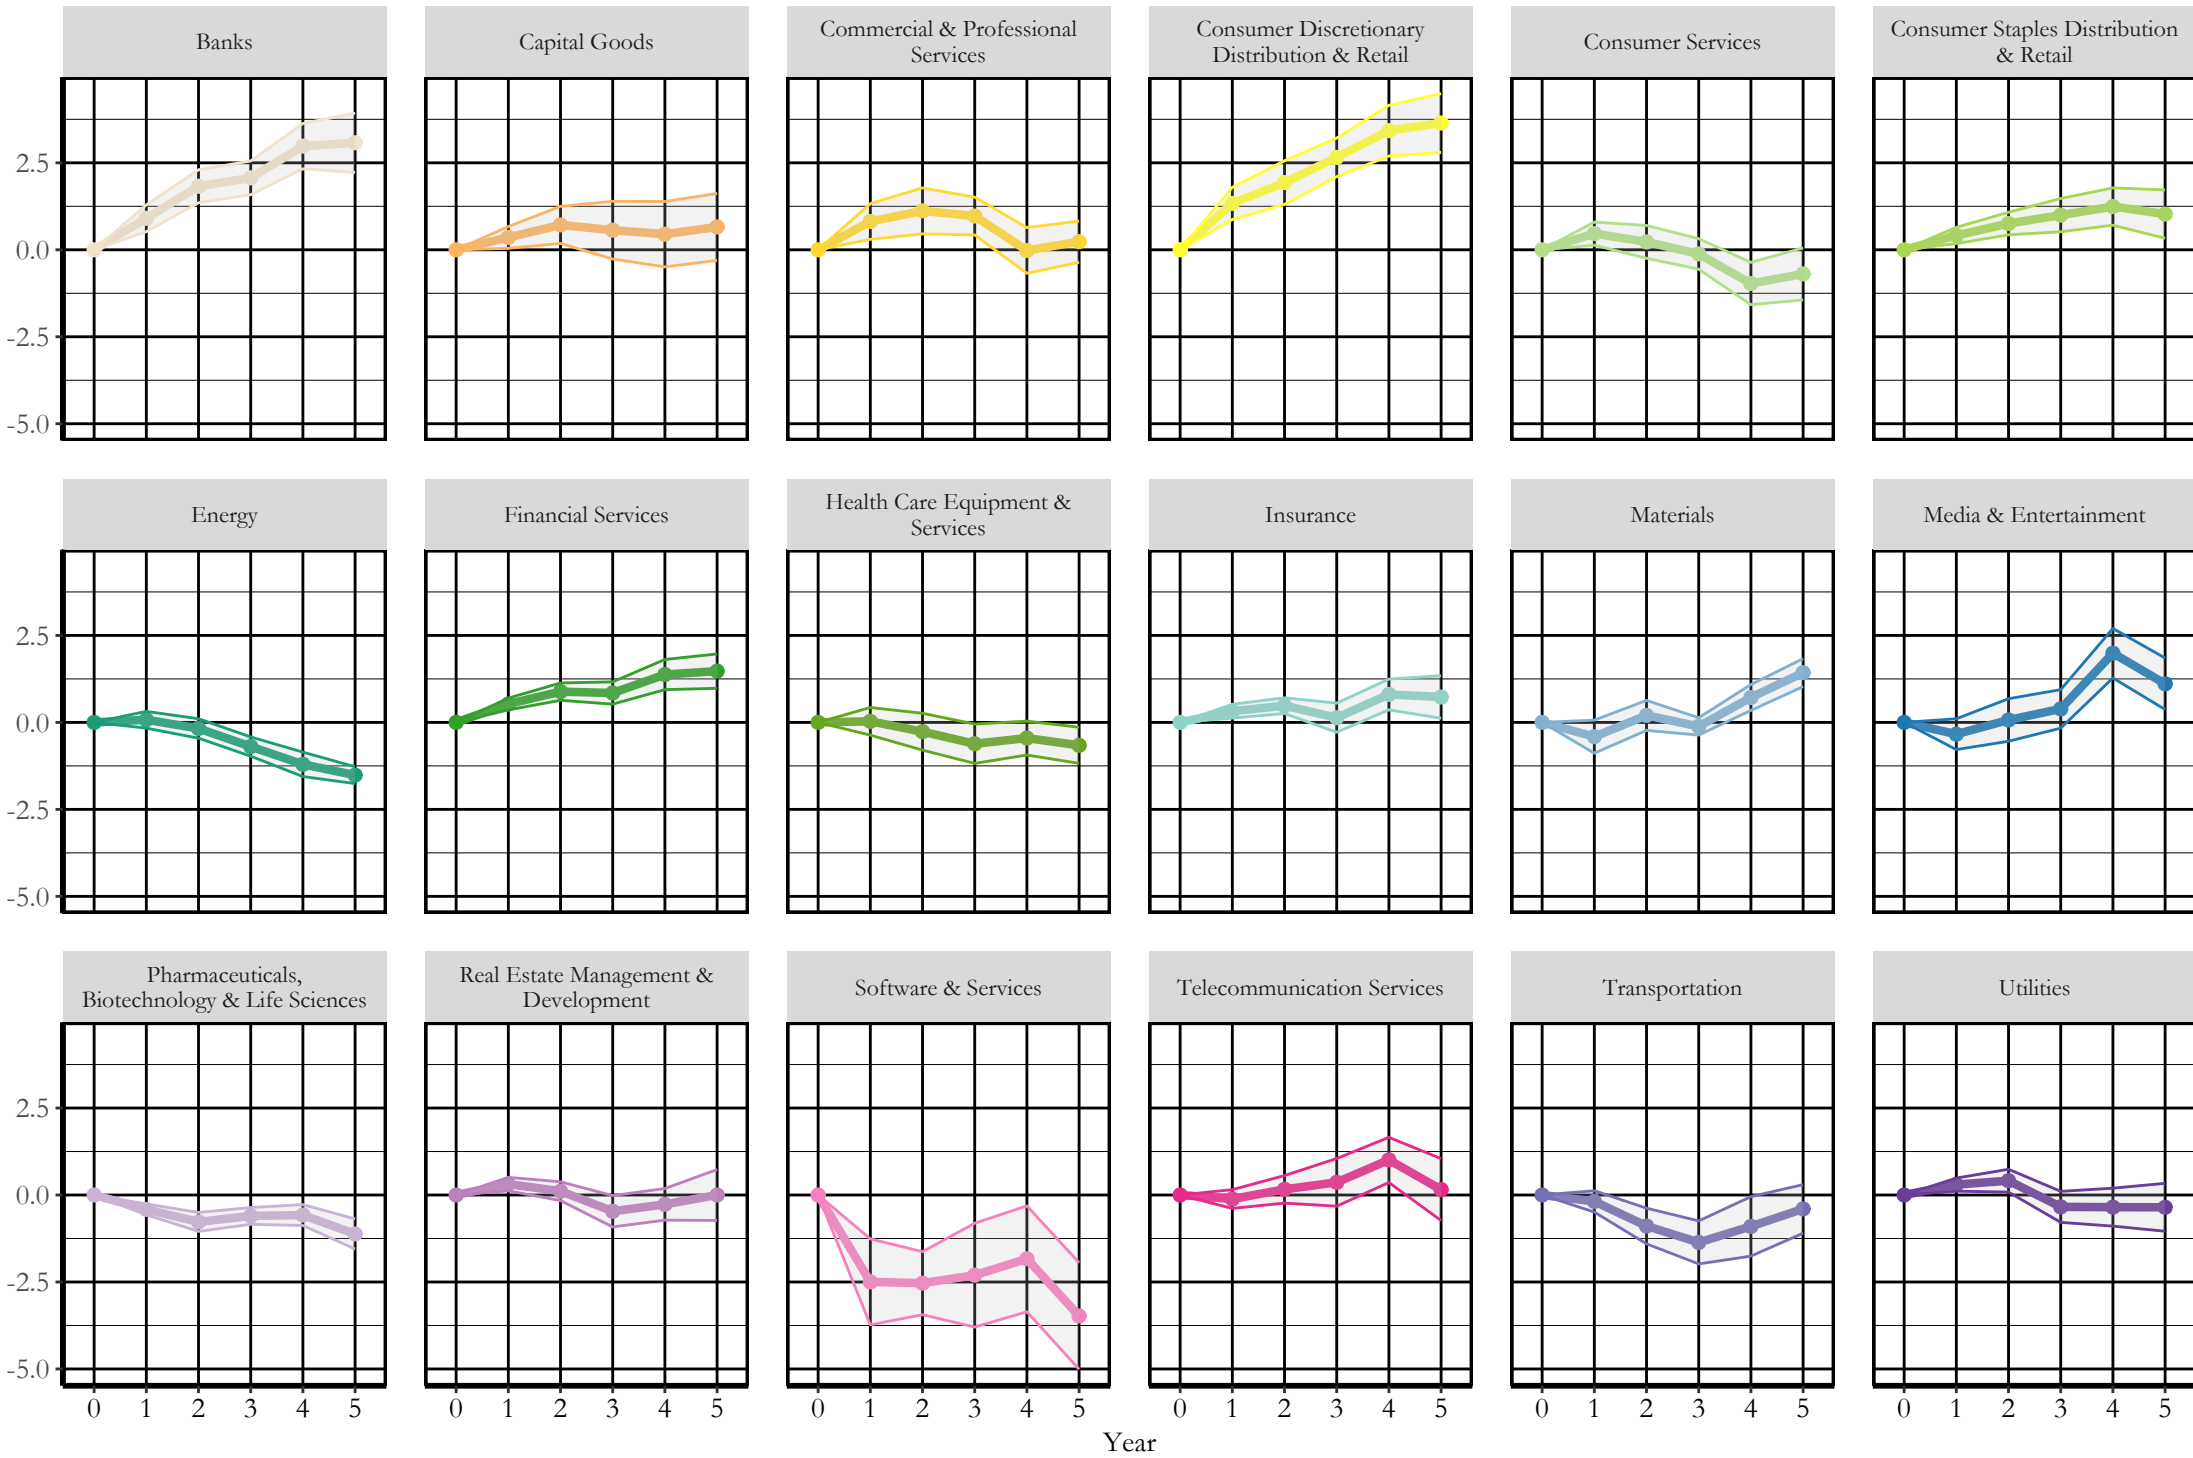 Banks
Capital Goods
Commercial & Professional
Services
Consumer Discretionary
Distribution & Retail
Consumer Services
Consumer Staples Distribution
& Retail
2.5
0.0
-2.5
-5.0
Energy
Financial Services
Health Care Equipment &
Services
Insurance
Materials
Media & Entertainment
2.5
0.0
-2.5
-5.0
Pharmaceuticals,
Biotechnology & Life Sciences
Real Estate Management &
Development
Software & Services
Telecommunication Services
Transportation
Utilities
2.5
0.0
-2.5
-5.0
0 1 2 3 4 5
0 1 2 3 4 5
0 1 2 3 4 5
0 1 2 3 4 5
0 1 2 3 4 5
0 1 2 3 4 5
Year